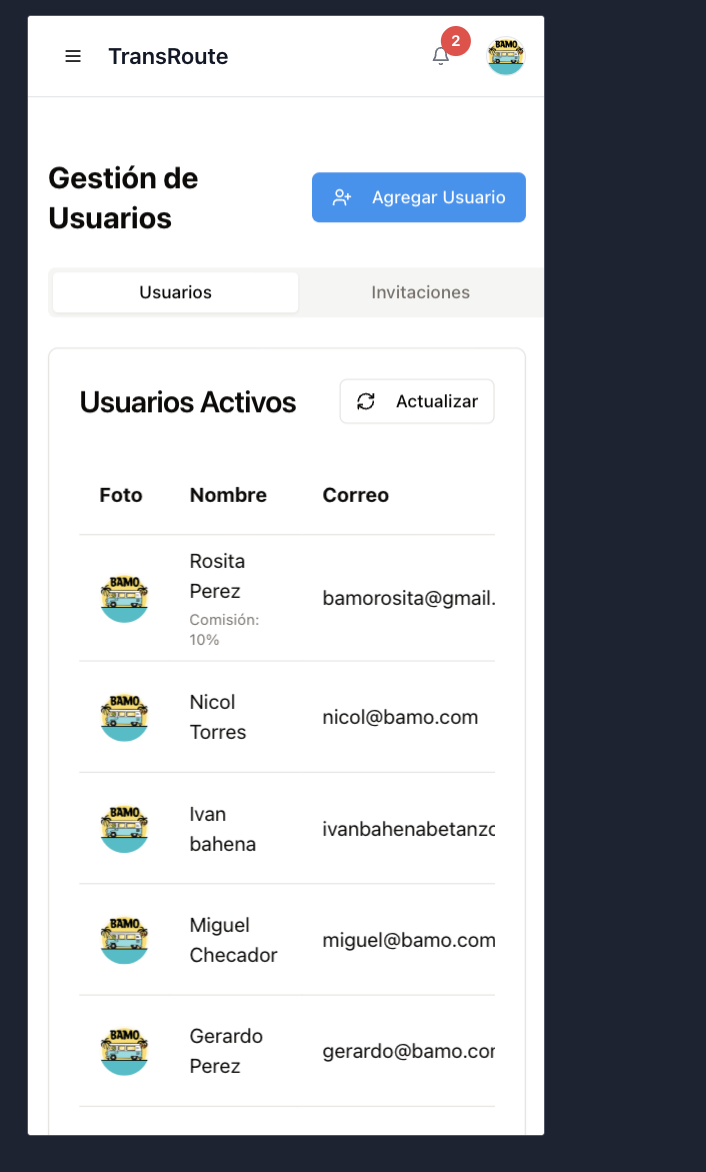 TransRoute
2
BAMO
Gestión de
Usuarios
Agregar Usuario
Usuarios
Invitaciones
Usuarios Activos
Actualizar
Foto
Nombre
Correo
BAMO
Rosita
Perez
Comisión:
10%
bamorosita@gmail.
BAMO
Nicol
Torres
nicol@bamo.com
BAMO
Ivan
bahena
ivanbahenabetanzo
BAMO
Miguel
Checador
miguel@bamo.com
BAMO
Gerardo
Perez
gerardo@bamo.cor